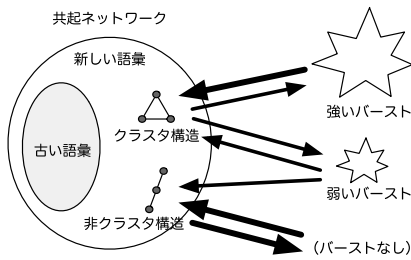 共起ネットワーク
新しい語彙
古い語彙
クラスタ構造
非クラスタ構造
強いバースト
弱いバースト
（バーストなし）